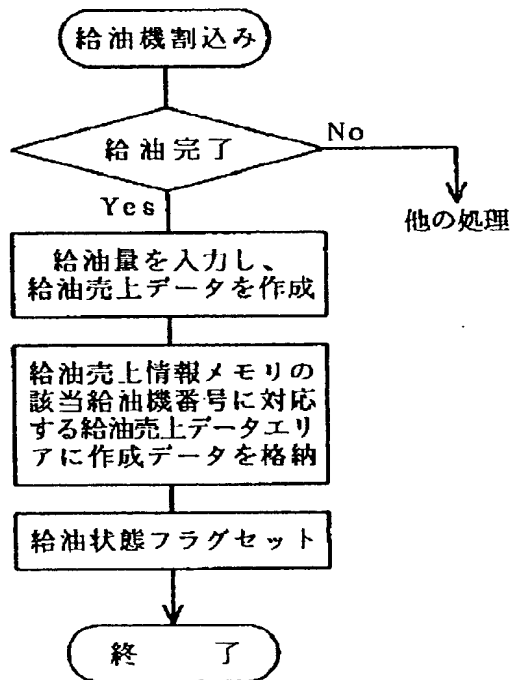 給油機割込み
給油完了
No
Yes
他の処理
給油量を入力し、
給油売上データを作成
給油売上情報メモリの
該当給油機番号に対応
する給油売上データエリ
アに作成データを格納
給油状態フラグセット
終 了